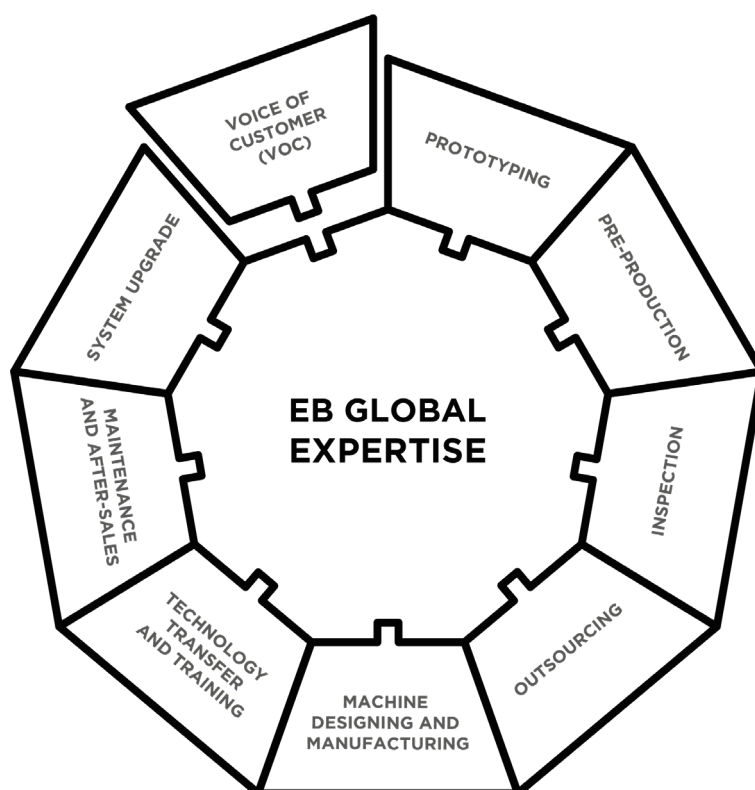 VOICE OF
CUSTOMER
(VOC)
PROTOTYPING
PRE-PRODUCTION
INSPECTION
OUTSOURCING
MACHINE
DESIGNING AND
MANUFACTURING
TECHNOLOGY
TRANSFER
AND TRAINING
MAINTENANCE
AND AFTER-SALES
SYSTEM UPGRADE
EB GLOBAL
EXPERTISE